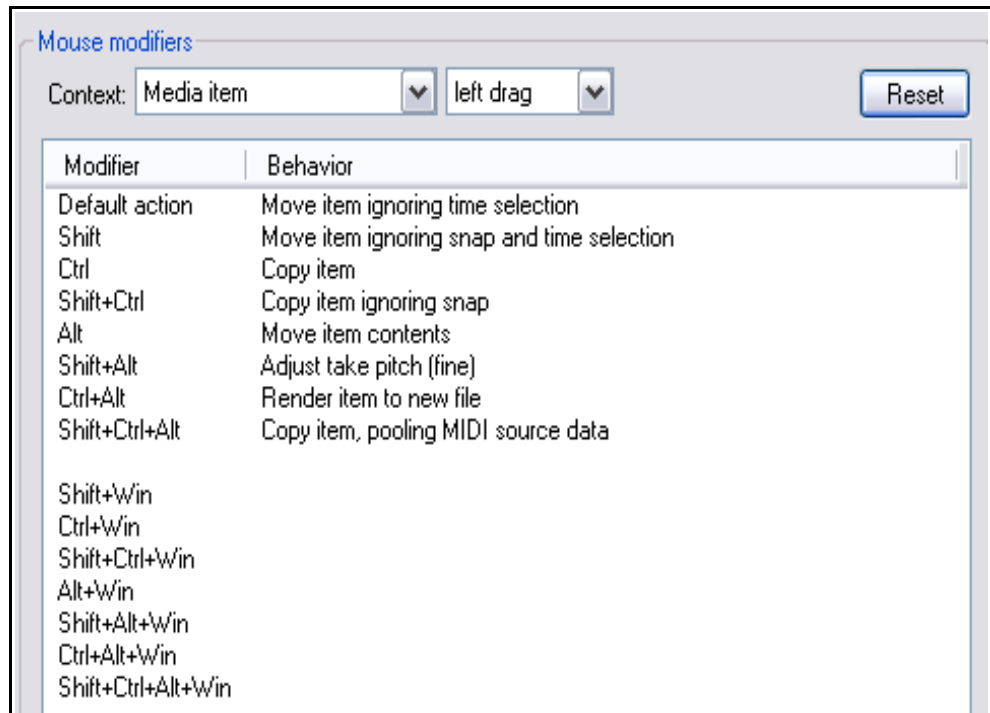 Mouse modifiers
Context: Media item left drag Reset
Modifier Behavior
Default action Move item ignoring time selection
Shift Move item ignoring snap and time selection
Ctrl Copy item
Shift+Ctrl Copy item ignoring snap
Alt Move item contents
Shift+Alt Adjust take pitch (fine)
Ctrl+Alt Render item to new file
Shift+Ctrl+Alt Copy item, pooling MIDI source data
Shift+Win
Ctrl+Win
Shift+Ctrl+Win
Alt+Win
Shift+Alt+Win
Ctrl+Alt+Win
Shift+Ctrl+Alt+Win